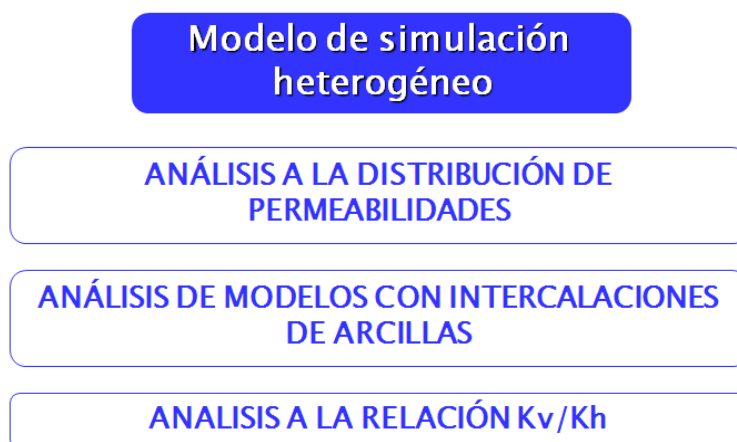 Modelo de simulación
heterogéneo
ANÁLISIS A LA DISTRIBUCIÓN DE
PERMEABILIDADES
ANÁLISIS DE MODELOS CON INTERCALACIONES
DE ARCILLAS
ANALISIS A LA RELACIÓN Kv/Kh